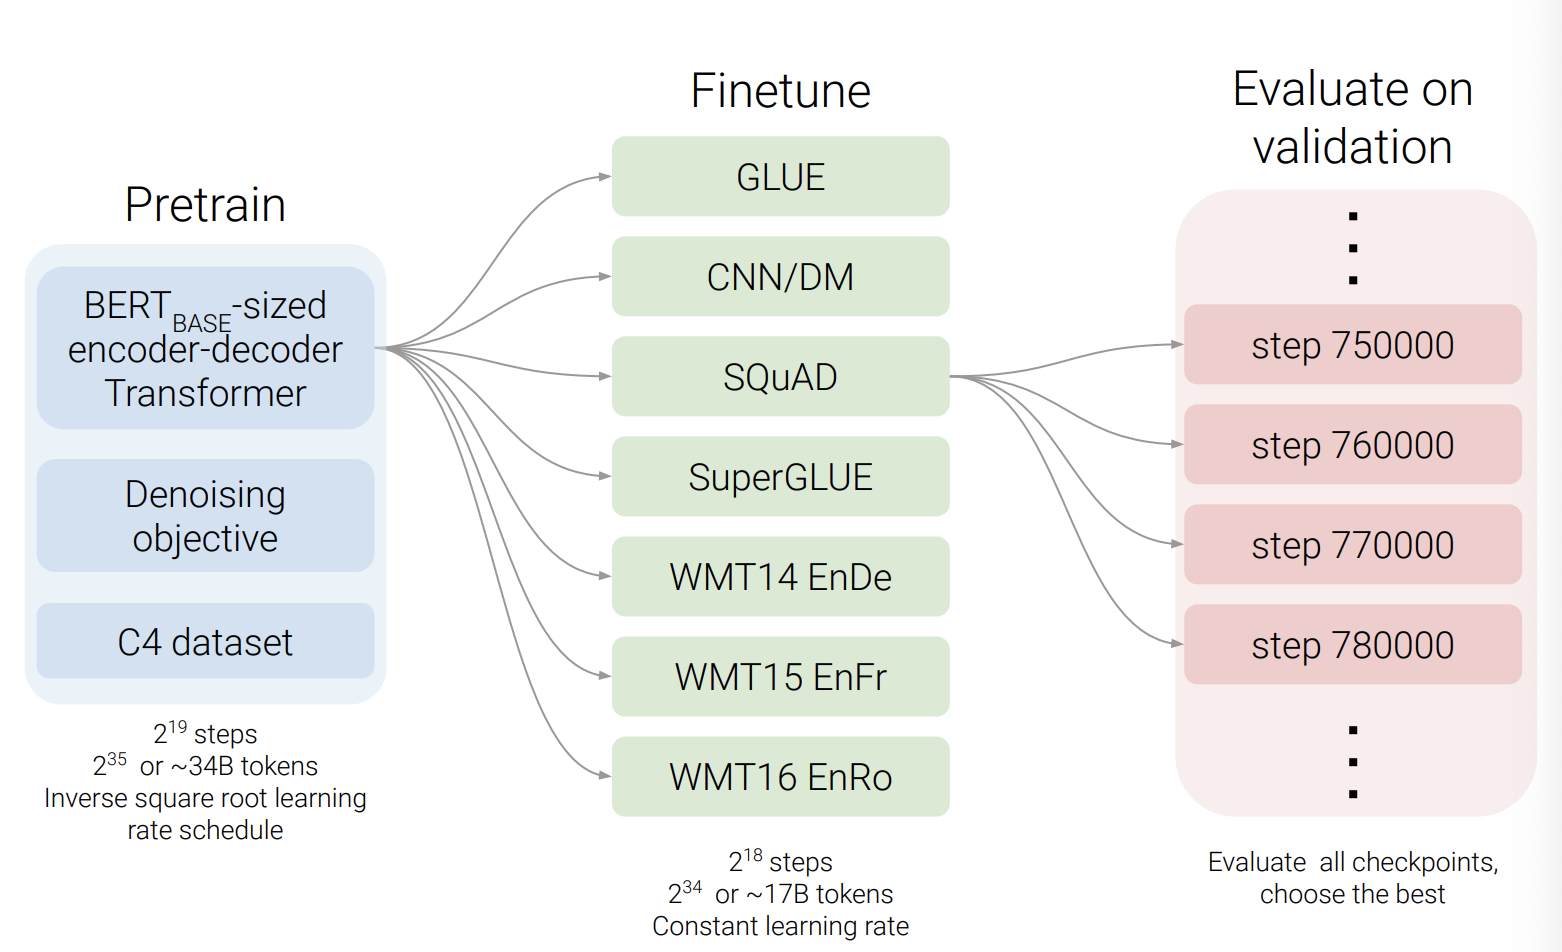 Pretrain
BERT_BASE-sized
encoder-decoder
Transformer
Denoising
objective
C4 dataset
2^19 steps
2^35 or ~34B tokens
Inverse square root learning
rate schedule
Finetune
GLUE
CNN/DM
SQuAD
SuperGLUE
WMT14 EnDe
WMT15 EnFr
WMT16 EnRo
2^18 steps
2^34 or ~17B tokens
Constant learning rate
Evaluate on
validation
step 750000
step 760000
step 770000
step 780000
Evaluate all checkpoints,
choose the best